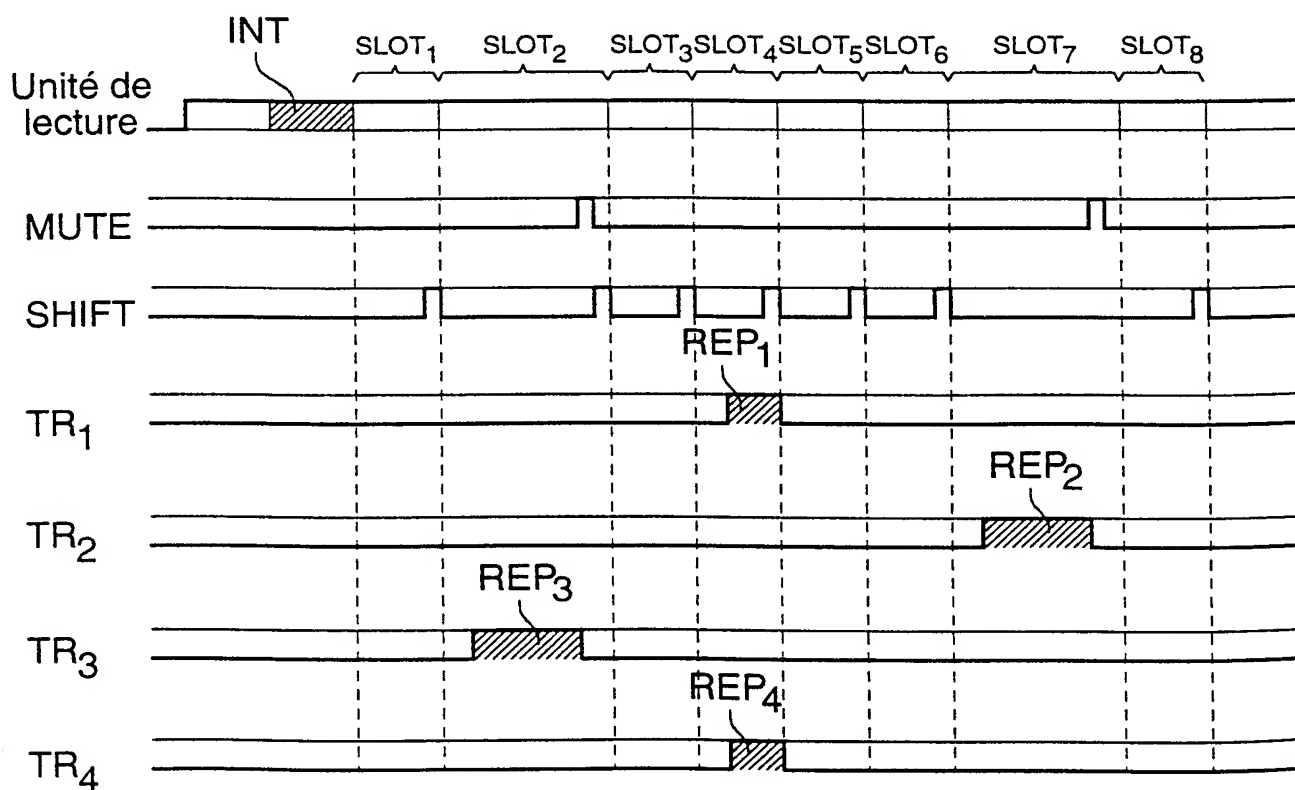 INT
SLOT₁ SLOT₂ SLOT₃ SLOT₄ SLOT₅ SLOT₆ SLOT₇ SLOT₈
Unité de
lecture
MUTE
SHIFT
REP₁
TR₁
REP₂
TR₂
REP₃
TR₃
REP₄
TR₄